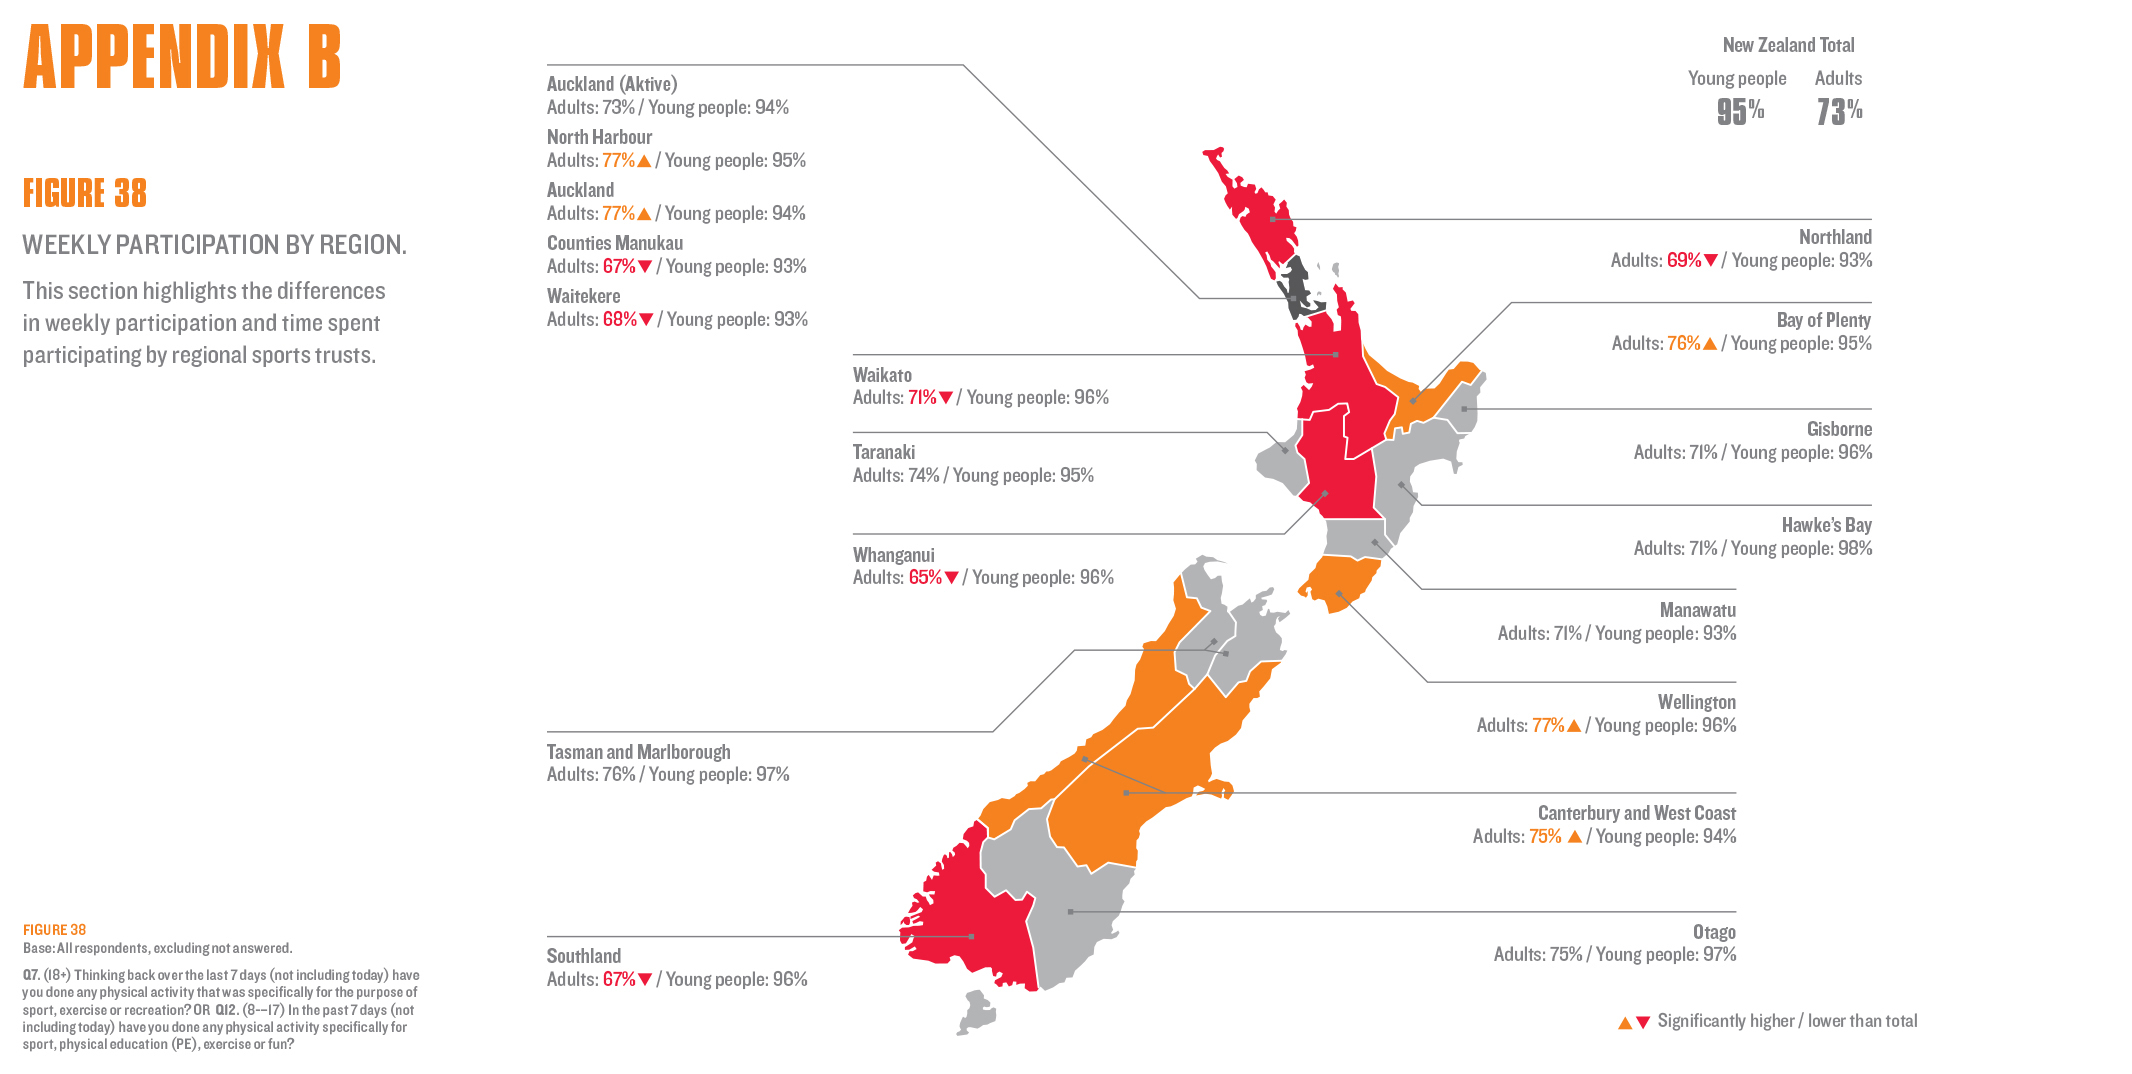 APPENDIX B
FIGURE 38
WEEKLY PARTICIPATION BY REGION.
This section highlights the differences
in weekly participation and time spent
participating by regional sports trusts.
Auckland (Aktive)
Adults: 73% / Young people: 94%
North Harbour
Adults: 77%▲ / Young people: 95%
Auckland
Adults: 77%▲ / Young people: 94%
Counties Manukau
Adults: 67%▼ / Young people: 93%
Waitekere
Adults: 68%▼ / Young people: 93%
Waikato
Adults: 71%▼ / Young people: 96%
Taranaki
Adults: 74% / Young people: 95%
Whanganui
Adults: 65%▼ / Young people: 96%
Tasman and Marlborough
Adults: 76% / Young people: 97%
Southland
Adults: 67%▼ / Young people: 96%
New Zealand Total
Young people Adults
95% 73%
Northland
Adults: 69%▼ / Young people: 93%
Bay of Plenty
Adults: 76%▲ / Young people: 95%
Gisborne
Adults: 71% / Young people: 96%
Hawke's Bay
Adults: 71% / Young people: 98%
Manawatu
Adults: 71% / Young people: 93%
Wellington
Adults: 77%▲ / Young people: 96%
Canterbury and West Coast
Adults: 75% ▲ / Young people: 94%
Otago
Adults: 75% / Young people: 97%
▲▼ Significantly higher / lower than total
FIGURE 38
Base: All respondents, excluding not answered.
Q7. (18+) Thinking back over the last 7 days (not including today) have
you done any physical activity that was specifically for the purpose of
sport, exercise or recreation? OR Q12. (8-–17) In the past 7 days (not
including today) have you done any physical activity specifically for
sport, physical education (PE), exercise or fun?